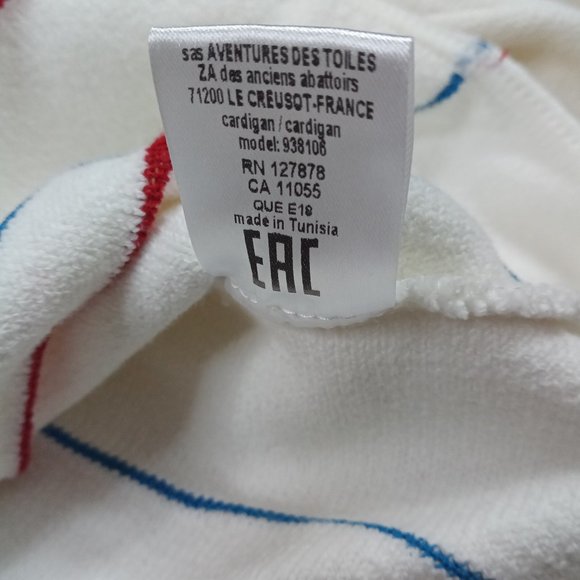 sas AVENTURES DES TOILES
ZA des anciens abattoirs
71200 LE CREUSOT-FRANCE
cardigan / cardigan
model: 938106
RN 127878
CA 11055
QUE E18
made in Tunisia
EAC